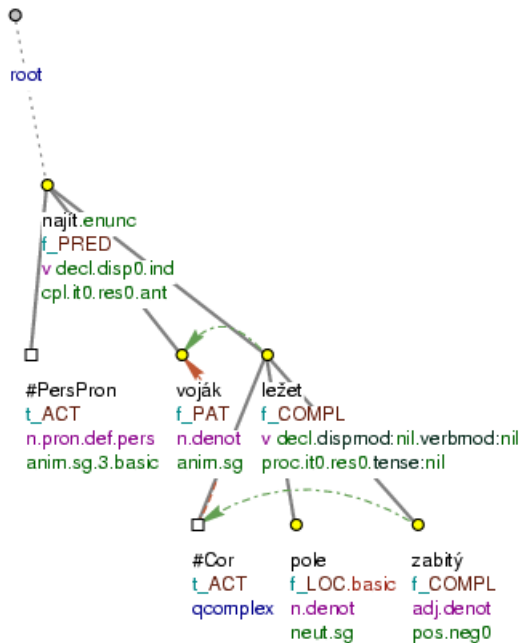 root
najít.enunc
f_PRED
v decl.disp0.ind
cpl.it0.res0.ant
#PersPron
t_ACT
n.pron.def.pers
anim.sg.3.basic
voják
f_PAT
n.denot
anim.sg
ležet
f_COMPL
v decl.dispmod:nil.verbmod:nil
proc.it0.res0.tense:nil
#Cor
t_ACT
qcomplex
pole
f_LOC.basic
n.denot
neut.sg
zabitý
f_COMPL
adj.denot
pos.neg0